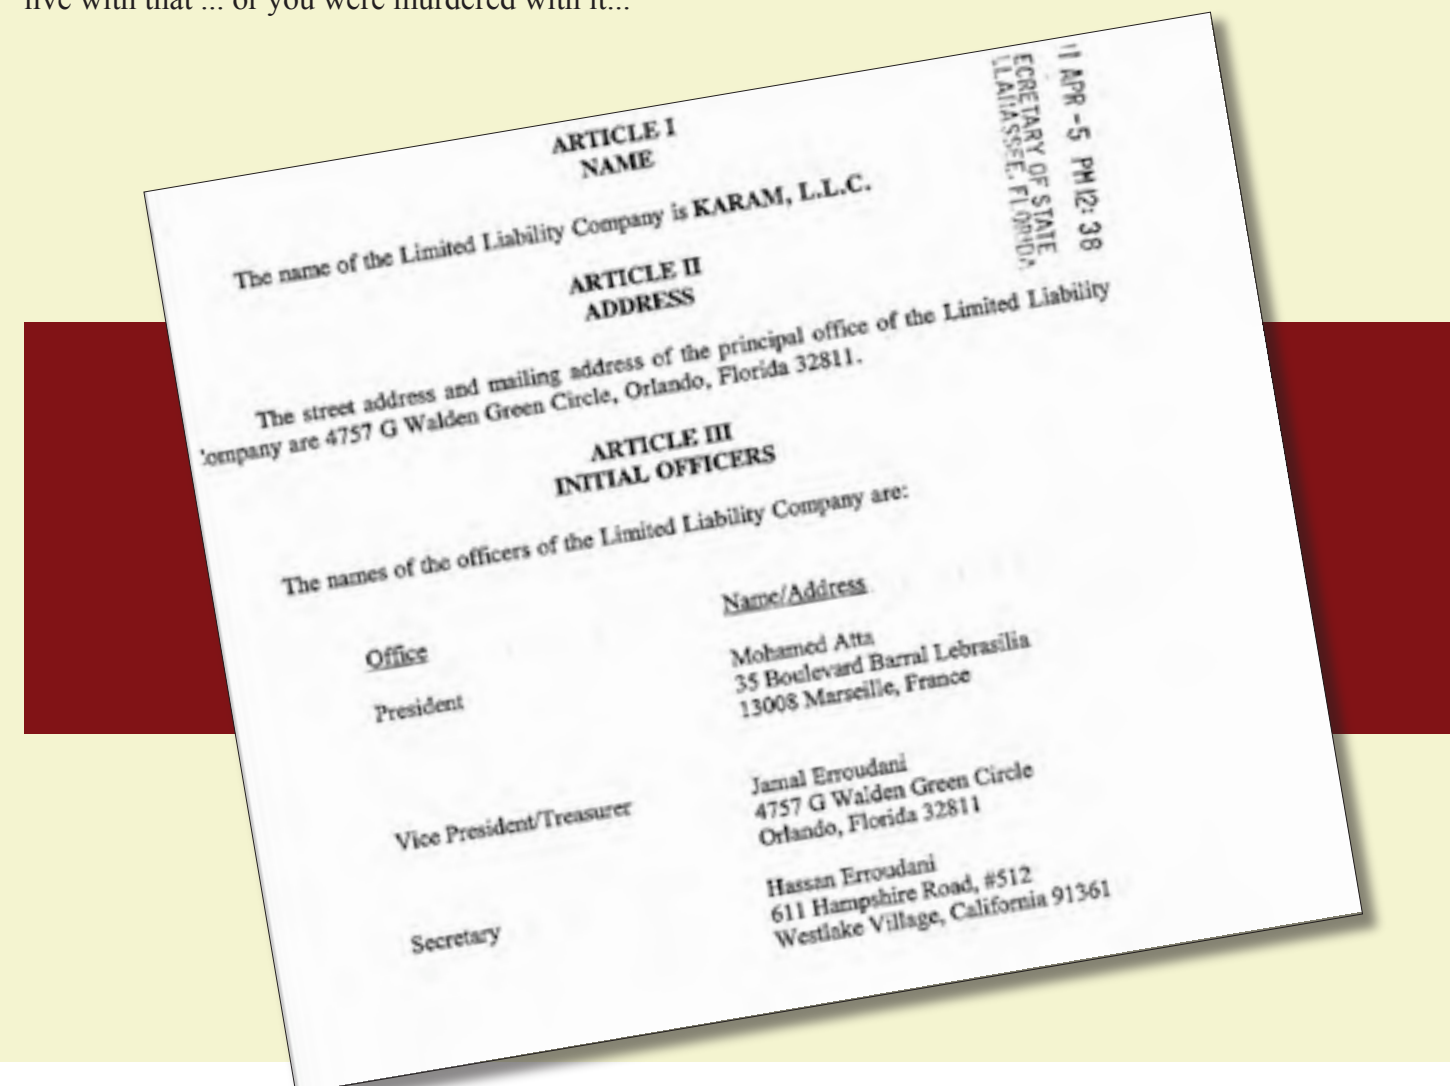 live with that ... or you were murdered with it...
11 APR -5 PM 12: 38
ECRETARY OF STATE
LLAHASSEE, FLORIDA
ARTICLE I
NAME
The name of the Limited Liability Company is KARAM, L.L.C.
ARTICLE II
ADDRESS
The street address and mailing address of the principal office of the Limited Liability
ompany are 4757 G Walden Green Circle, Orlando, Florida 32811.
ARTICLE III
INITIAL OFFICERS
The names of the officers of the Limited Liability Company are:
Office
Name/Address
President
Mohamed Atta
35 Boulevard Barral Lebrasilia
13008 Marseille, France
Vice President/Treasurer
Jamal Erroudani
4757 G Walden Green Circle
Orlando, Florida 32811
Secretary
Hassan Erroudani
611 Hampshire Road, #512
Westlake Village, California 91361